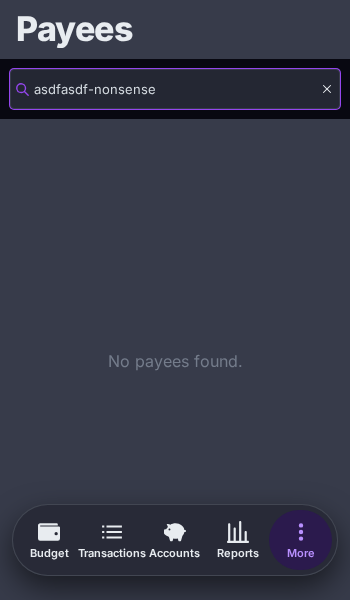 Payees
asdfasdf-nonsense
No payees found.
Budget Transactions Accounts Reports More